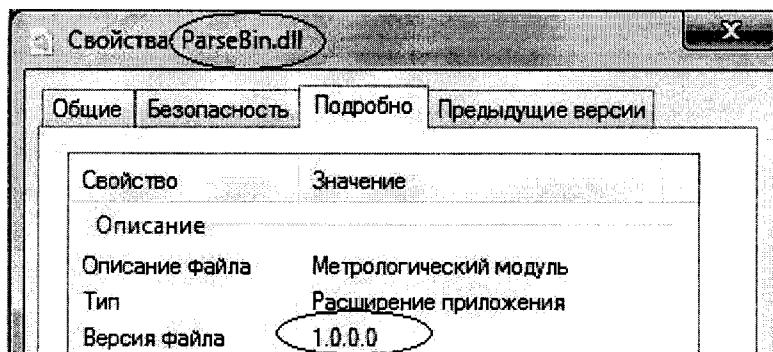 Свойства: ParseBin.dll
x
Общие Безопасность Подробно Предыдущие версии
Свойство Значение
Описание
Описание файла Метрологический модуль
Тип Расширение приложения
Версия файла 1.0.0.0